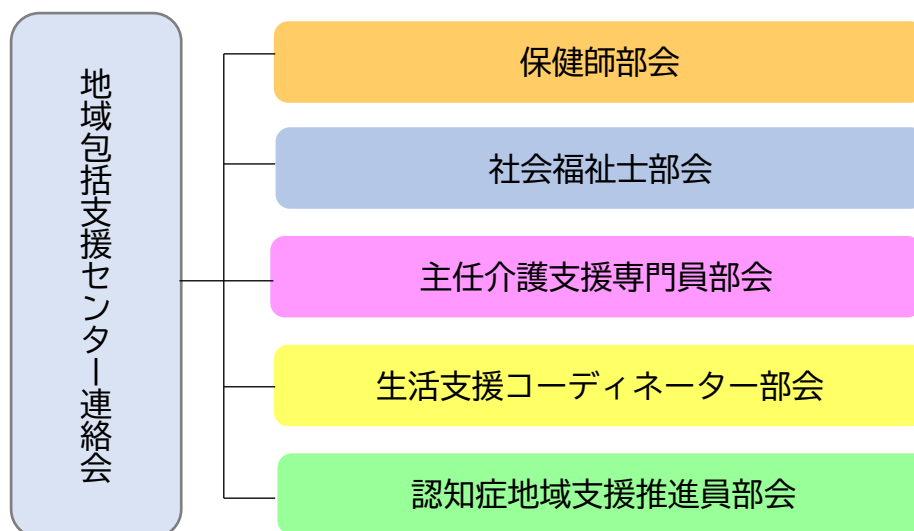 地域包括支援センター連絡会
保健師部会
社会福祉士部会
主任介護支援専門員部会
生活支援コーディネーター部会
認知症地域支援推進員部会